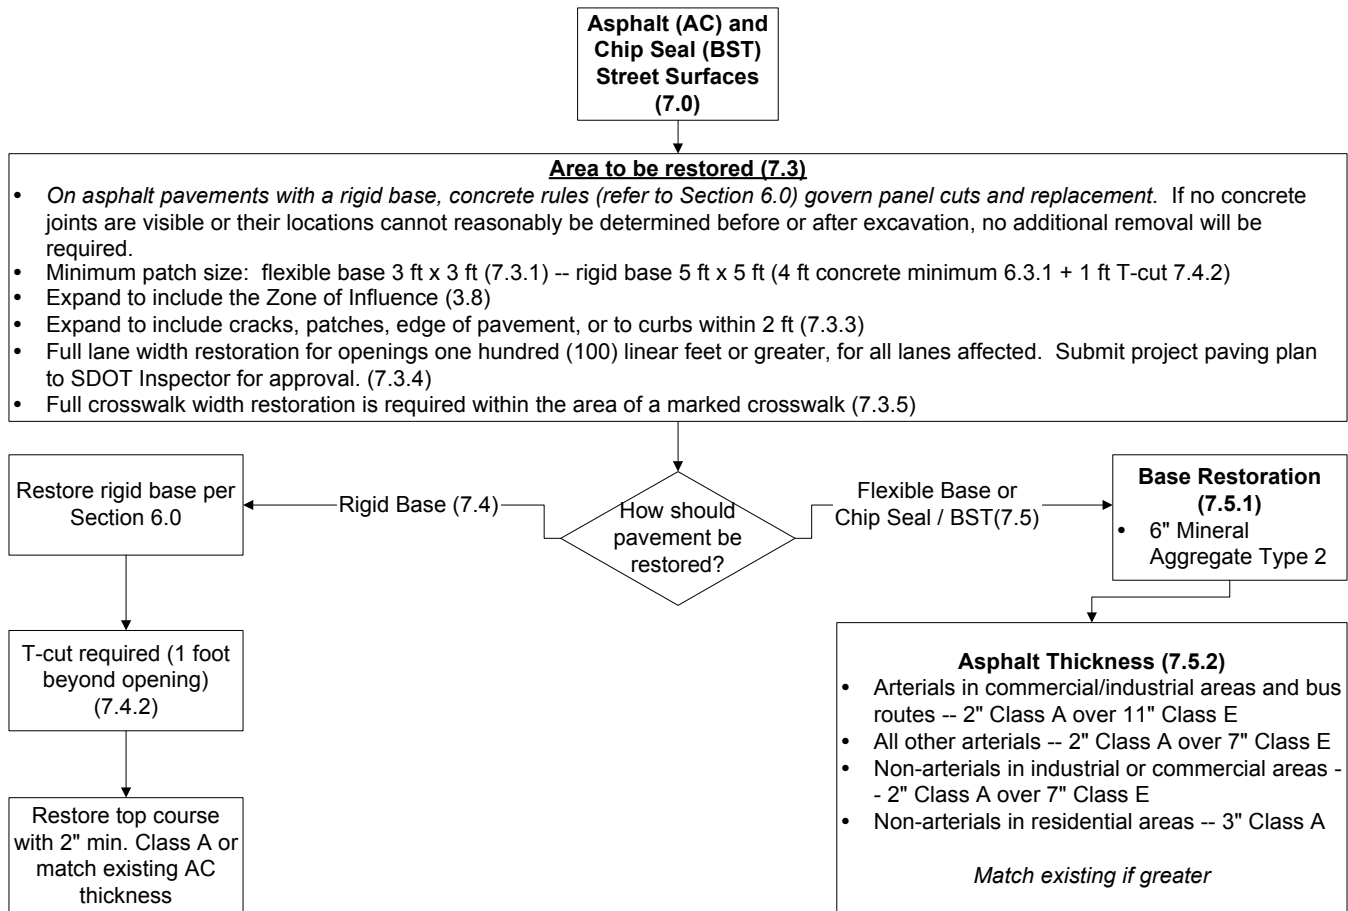 Asphalt (AC) and
Chip Seal (BST)
Street Surfaces
(7.0)
Area to be restored (7.3)
• On asphalt pavements with a rigid base, concrete rules (refer to Section 6.0) govern panel cuts and replacement.  If no concrete
joints are visible or their locations cannot reasonably be determined before or after excavation, no additional removal will be
required.
• Minimum patch size:  flexible base 3 ft x 3 ft (7.3.1) -- rigid base 5 ft x 5 ft (4 ft concrete minimum 6.3.1 + 1 ft T-cut 7.4.2)
• Expand to include the Zone of Influence (3.8)
• Expand to include cracks, patches, edge of pavement, or to curbs within 2 ft (7.3.3)
• Full lane width restoration for openings one hundred (100) linear feet or greater, for all lanes affected.  Submit project paving plan
to SDOT Inspector for approval. (7.3.4)
• Full crosswalk width restoration is required within the area of a marked crosswalk (7.3.5)
How should
pavement be
restored?
Rigid Base (7.4)
Restore rigid base per
Section 6.0
T-cut required (1 foot
beyond opening)
(7.4.2)
Restore top course
with 2" min. Class A or
match existing AC
thickness
Flexible Base or
Chip Seal / BST(7.5)
Base Restoration
(7.5.1)
• 6" Mineral
Aggregate Type 2
Asphalt Thickness (7.5.2)
• Arterials in commercial/industrial areas and bus
routes -- 2" Class A over 11" Class E
• All other arterials -- 2" Class A over 7" Class E
• Non-arterials in industrial or commercial areas -
- 2" Class A over 7" Class E
• Non-arterials in residential areas -- 3" Class A
Match existing if greater